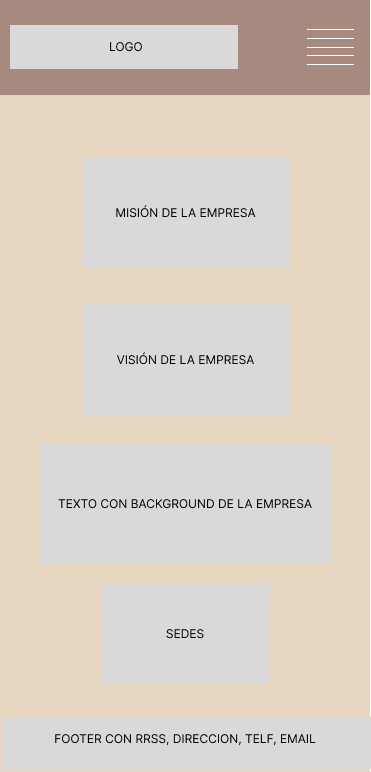 LOGO
MISIÓN DE LA EMPRESA
VISIÓN DE LA EMPRESA
TEXTO CON BACKGROUND DE LA EMPRESA
SEDES
FOOTER CON RRSS, DIRECCION, TELF, EMAIL